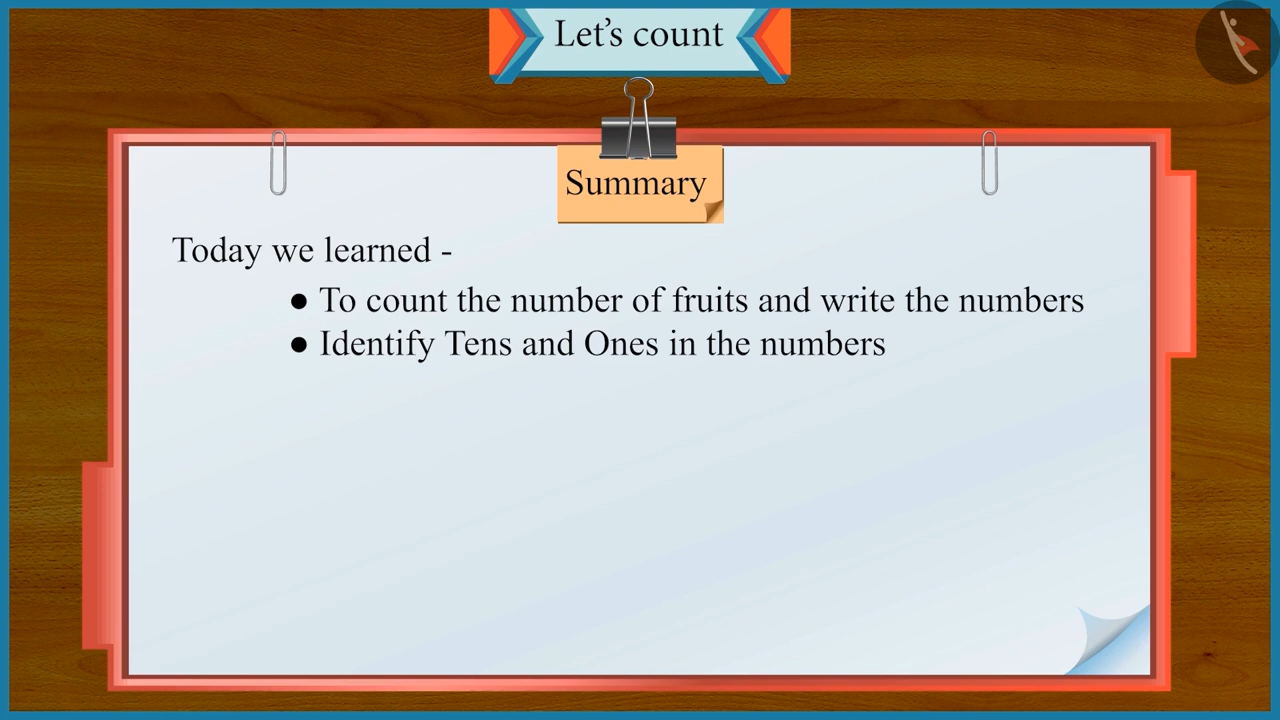 Let’s count
Summary
Today we learned -
● To count the number of fruits and write the numbers
● Identify Tens and Ones in the numbers